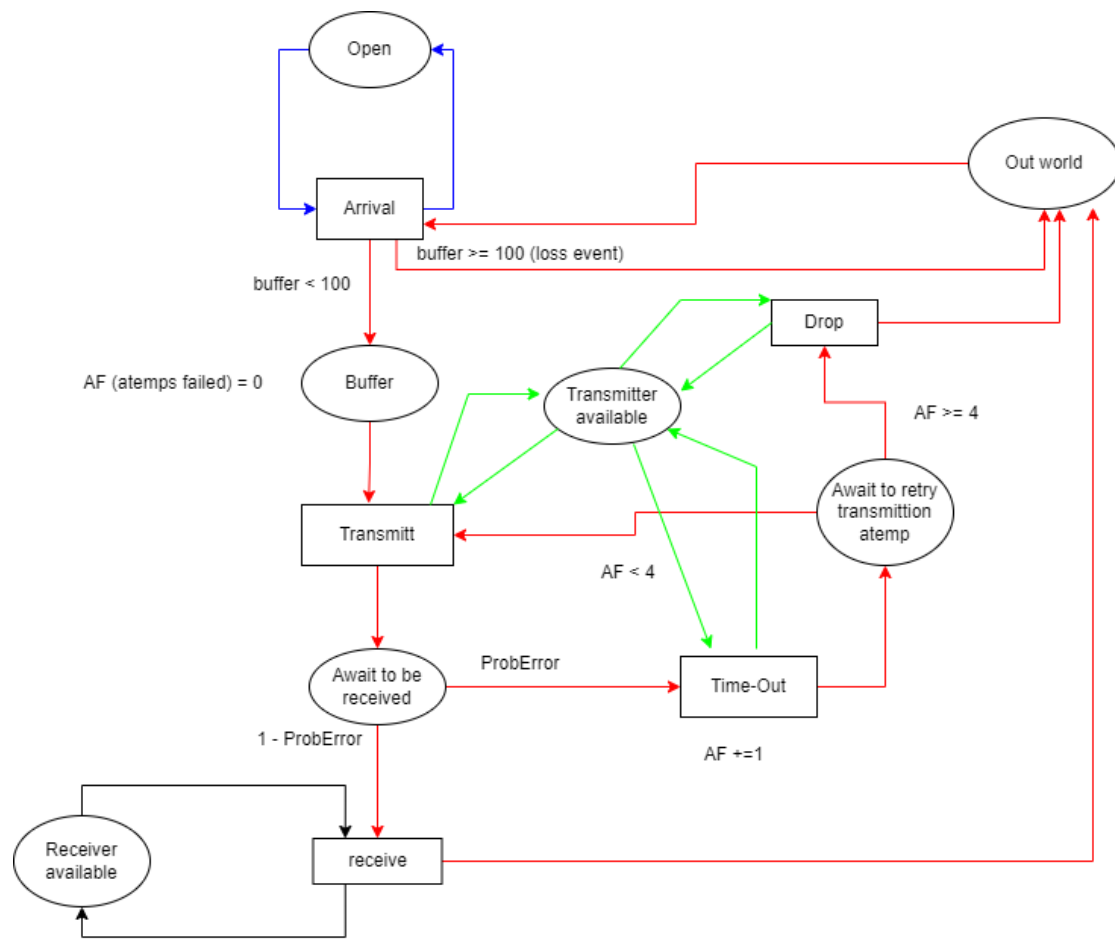 Open
Out world
Arrival
buffer >= 100 (loss event)
buffer < 100
Drop
AF (atemps failed) = 0
Buffer
Transmitter
available
AF >= 4
Await to retry
transmittion
atemp
Transmitt
AF < 4
ProbError
Await to be
received
Time-Out
1 - ProbError
AF +=1
Receiver
available
receive